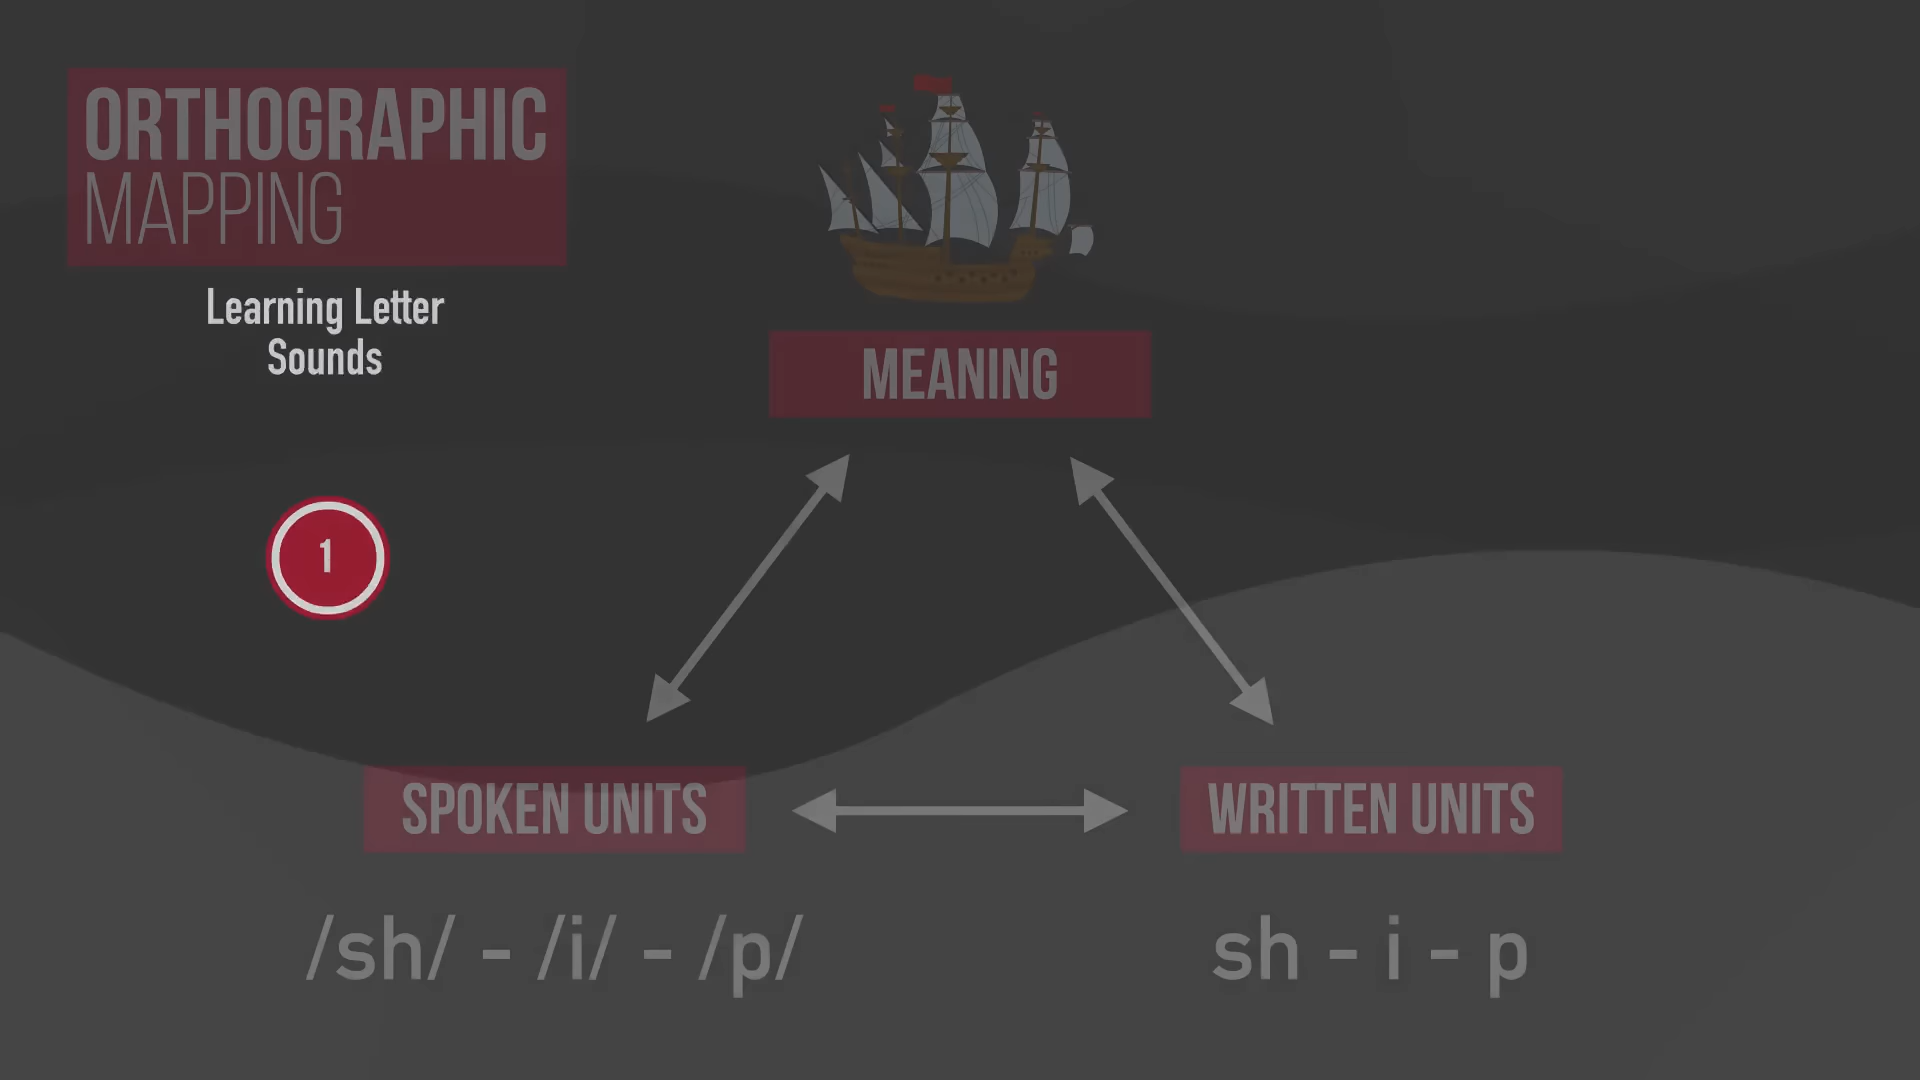 ORTHOGRAPHIC
MAPPING
Learning Letter
Sounds
MEANING
1
SPOKEN UNITS
WRITTEN UNITS
/sh/ - /i/ - /p/
sh - i - p